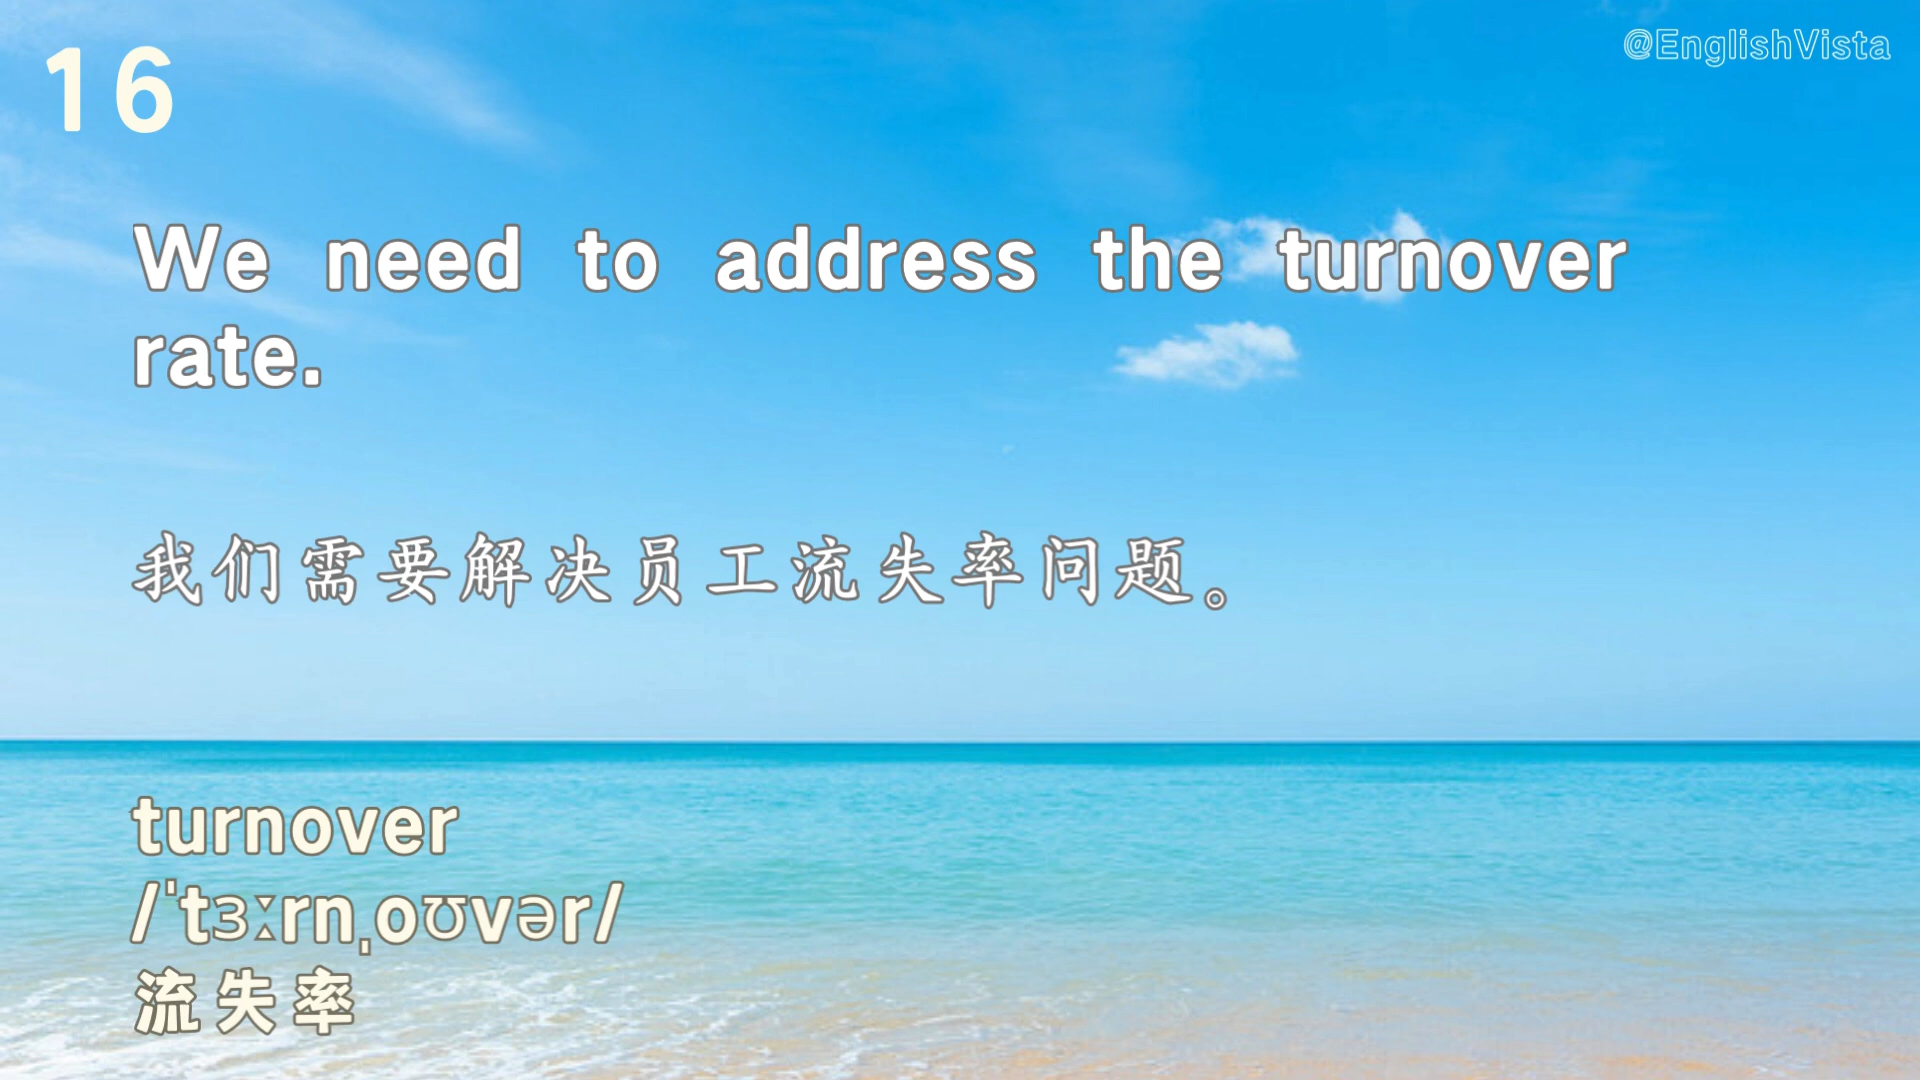 16
@EnglishVista
We need to address the turnover
rate.
我们需要解决员工流失率问题。
turnover
/ˈtɜːrnˌoʊvər/
流失率